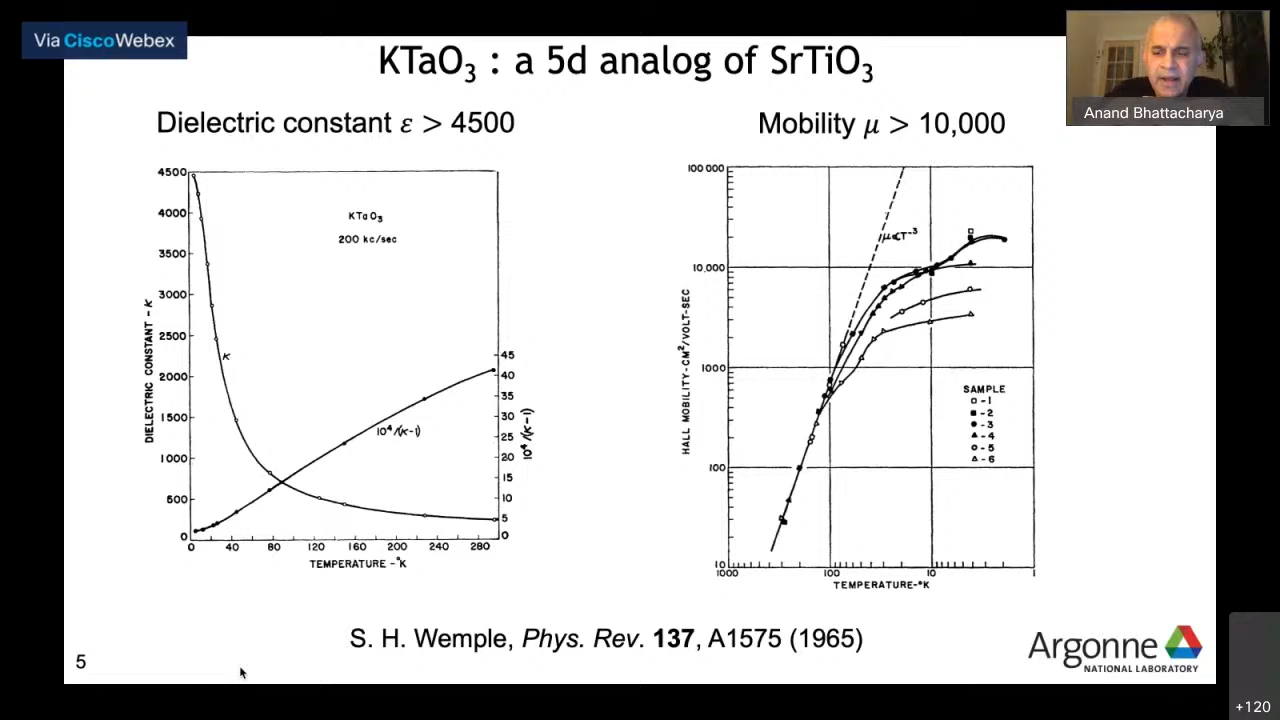 Via Cisco Webex
KTaO₃ : a 5d analog of SrTiO₃
Anand Bhattacharya
Dielectric constant ε > 4500
Mobility μ > 10,000
4500
4000
3500
3000
2500
2000
1500
1000
500
0
DIELECTRIC CONSTANT - K
KTaO₃
200 kc/sec
K
10⁴/(K-1)
45
40
35
30
25
20
15
10
5
0
10⁴/(K-1)
0 40 80 120 160 200 240 280
TEMPERATURE - °K
100 000
10,000
1000
100
10
HALL MOBILITY-CM²/VOLT-SEC
μ∝T⁻³
SAMPLE
□ - 1
■ - 2
● - 3
▲ - 4
○ - 5
△ - 6
1000 100 10 1
TEMPERATURE-°K
S. H. Wemple, Phys. Rev. 137, A1575 (1965)
5
Argonne
NATIONAL LABORATORY
+120